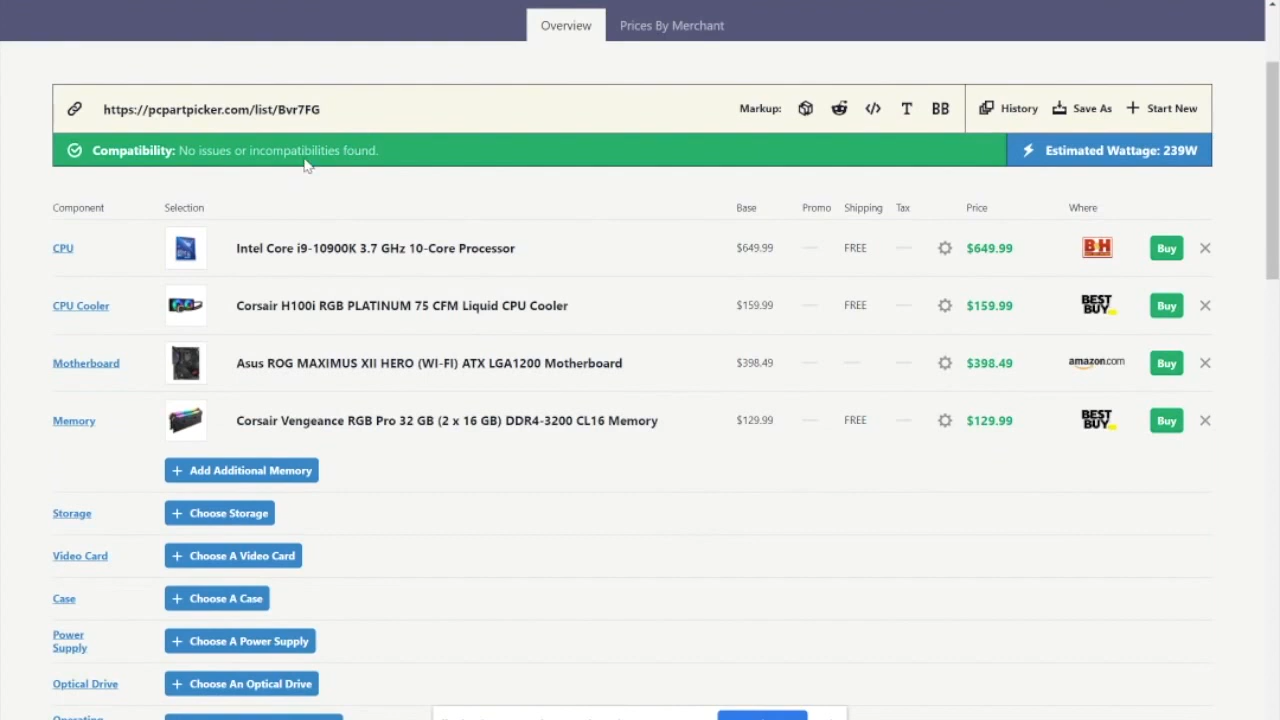 Overview Prices By Merchant
https://pcpartpicker.com/list/Bvr7FG Markup: T BB History Save As + Start New
Compatibility: No issues or incompatibilities found. Estimated Wattage: 239W
Component Selection Base Promo Shipping Tax Price Where
CPU Intel Core i9-10900K 3.7 GHz 10-Core Processor $649.99 FREE $649.99 B&H Buy
CPU Cooler Corsair H100i RGB PLATINUM 75 CFM Liquid CPU Cooler $159.99 FREE $159.99 BEST BUY Buy
Motherboard Asus ROG MAXIMUS XII HERO (WI-FI) ATX LGA1200 Motherboard $398.49 $398.49 amazon.com Buy
Memory Corsair Vengeance RGB Pro 32 GB (2 x 16 GB) DDR4-3200 CL16 Memory $129.99 FREE $129.99 BEST BUY Buy
+ Add Additional Memory
Storage + Choose Storage
Video Card + Choose A Video Card
Case + Choose A Case
Power Supply + Choose A Power Supply
Optical Drive + Choose An Optical Drive
Operating